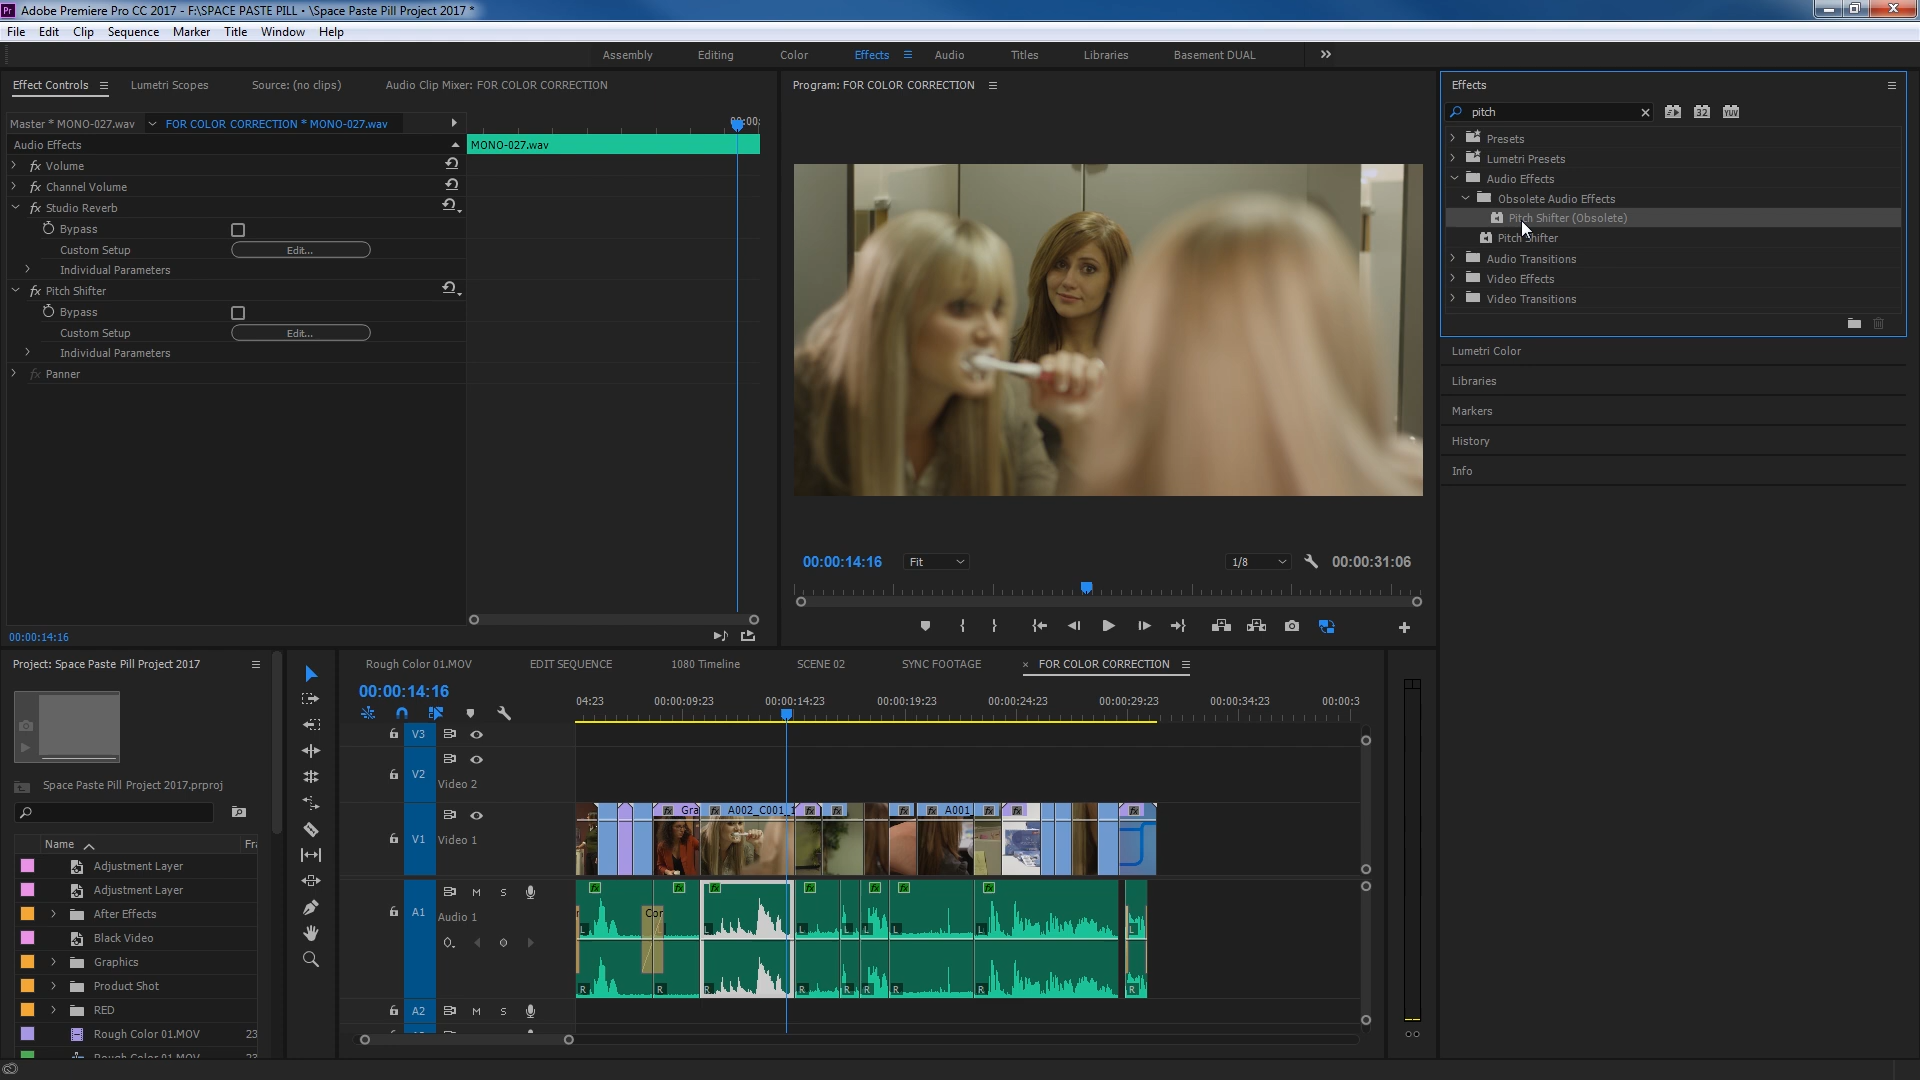 Adobe Premiere Pro CC 2017 - F:\SPACE PASTE PILL - \Space Paste Pill Project 2017 *
File Edit Clip Sequence Marker Title Window Help
Assembly Editing Color Effects Audio Titles Libraries Basement DUAL
Effect Controls Lumetri Scopes Source: (no clips) Audio Clip Mixer: FOR COLOR CORRECTION
Master * MONO-027.wav FOR COLOR CORRECTION * MONO-027.wav
Audio Effects
MONO-027.wav
fx Volume
fx Channel Volume
fx Studio Reverb
Bypass
Custom Setup Edit...
Individual Parameters
fx Pitch Shifter
Bypass
Custom Setup Edit...
Individual Parameters
fx Panner
00:00:14:16
Program: FOR COLOR CORRECTION
00:00:14:16 Fit 1/8 00:00:31:06
Effects
pitch
32 YUV
Presets
Lumetri Presets
Audio Effects
Obsolete Audio Effects
Pitch Shifter (Obsolete)
Pitch Shifter
Audio Transitions
Video Effects
Video Transitions
Lumetri Color
Libraries
Markers
History
Info
Project: Space Paste Pill Project 2017
Space Paste Pill Project 2017.prproj
Name Fra
Adjustment Layer
Adjustment Layer
After Effects
Black Video
Graphics
Product Shot
RED
Rough Color 01.MOV 23
Rough Color 01.MOV 23
Rough Color 01.MOV EDIT SEQUENCE 1080 Timeline SCENE 02 SYNC FOOTAGE × FOR COLOR CORRECTION
00:00:14:16
04:23 00:00:09:23 00:00:14:23 00:00:19:23 00:00:24:23 00:00:29:23 00:00:34:23 00:00:3
V3
V2 Video 2
V1 Video 1
Gra A002_C001_1 A001
A1 M S
Audio 1
Cor
L L L L L L L L
R R R R R R R R
A2 M S